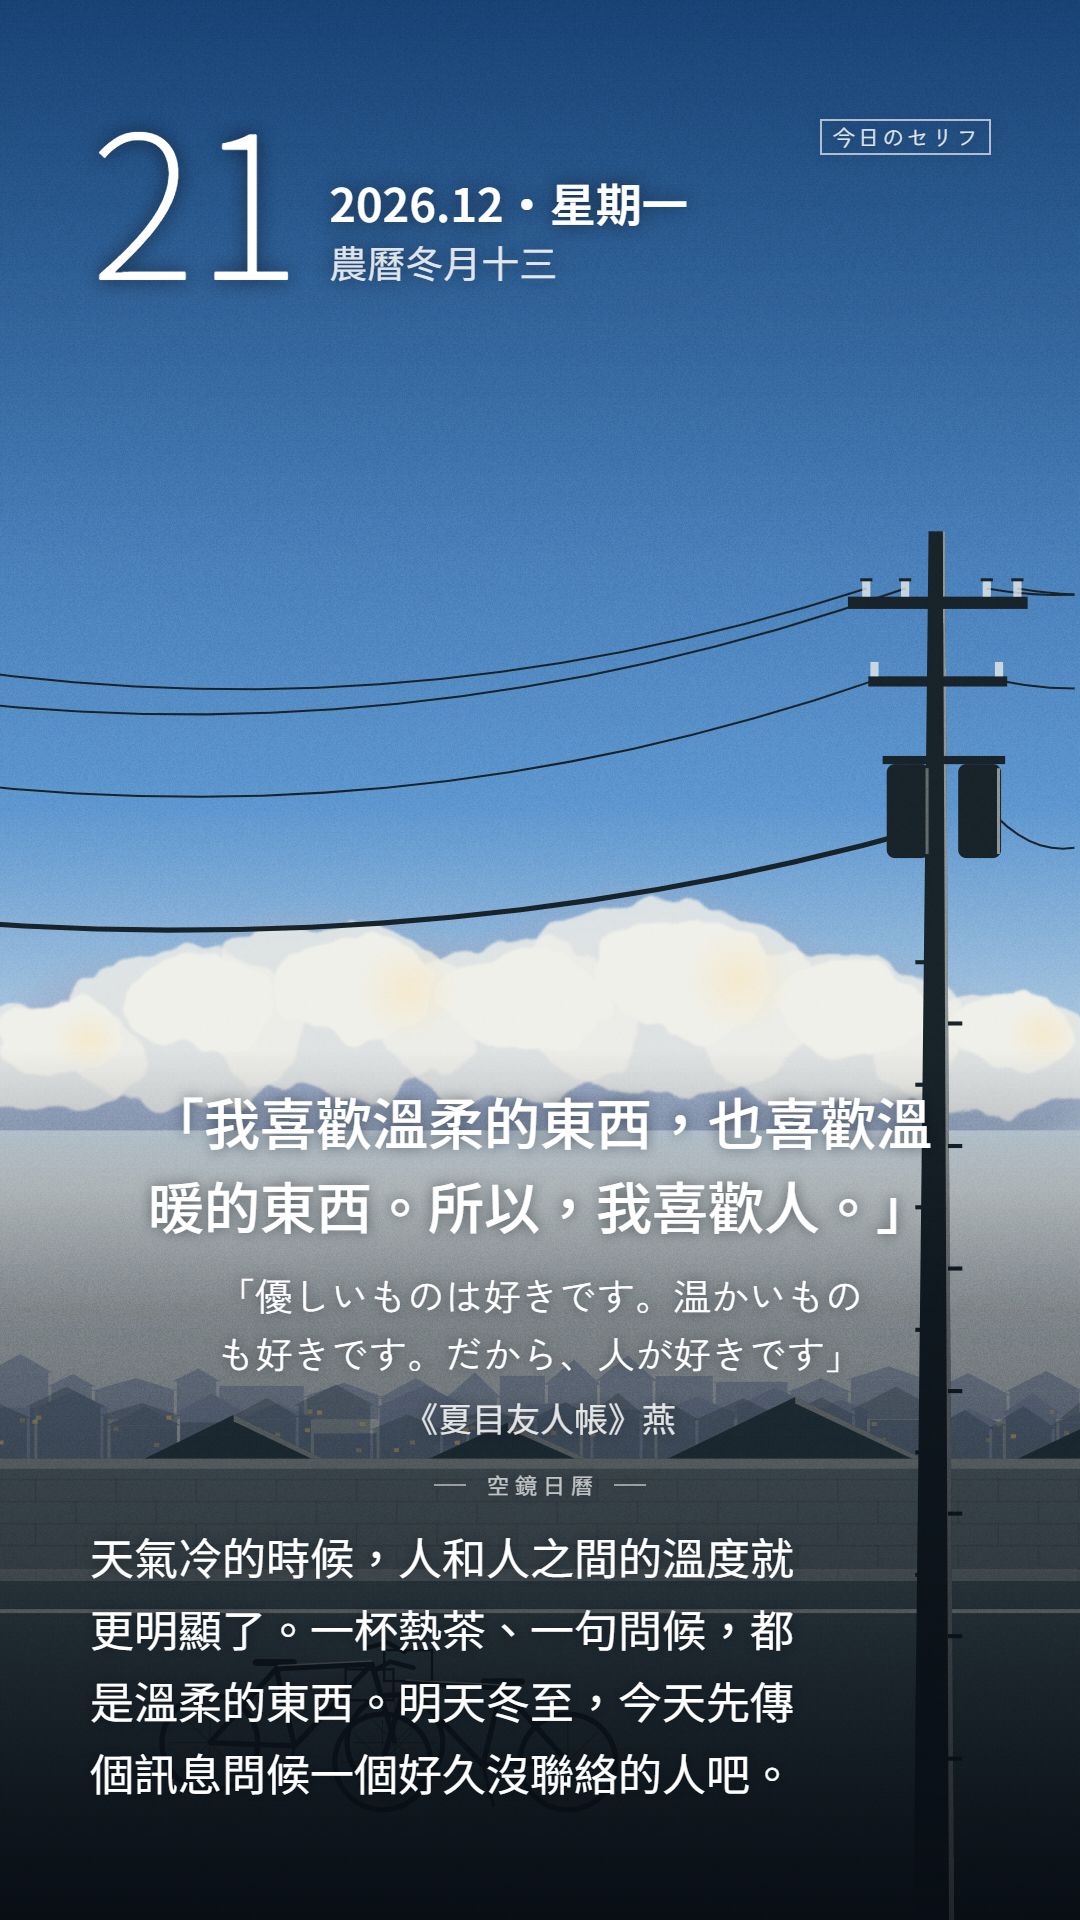 21
今日のセリフ
2026.12・星期一
農曆冬月十三
「我喜歡溫柔的東西，也喜歡溫
暖的東西。所以，我喜歡人。」
「優しいものは好きです。温かいもの
も好きです。だから、人が好きです」
《夏目友人帳》燕
空鏡日曆
天氣冷的時候，人和人之間的溫度就
更明顯了。一杯熱茶、一句問候，都
是溫柔的東西。明天冬至，今天先傳
個訊息問候一個好久沒聯絡的人吧。